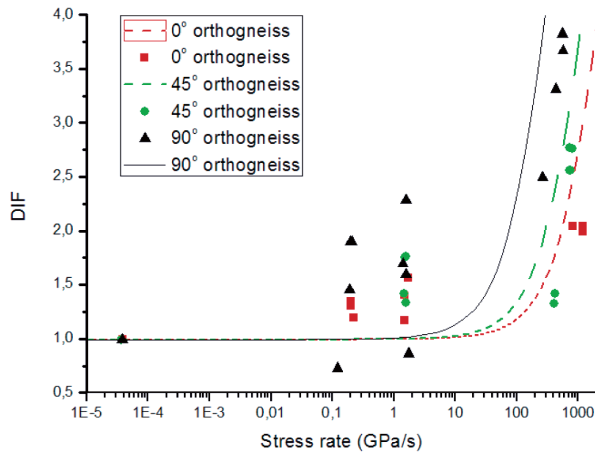 4,0
3,5
3,0
2,5
2,0
1,5
1,0
0,5
DIF
0° orthogneiss
0° orthogneiss
45° orthogneiss
45° orthogneiss
90° orthogneiss
90° orthogneiss
1E-5 1E-4 1E-3 0,01 0,1 1 10 100 1000
Stress rate (GPa/s)